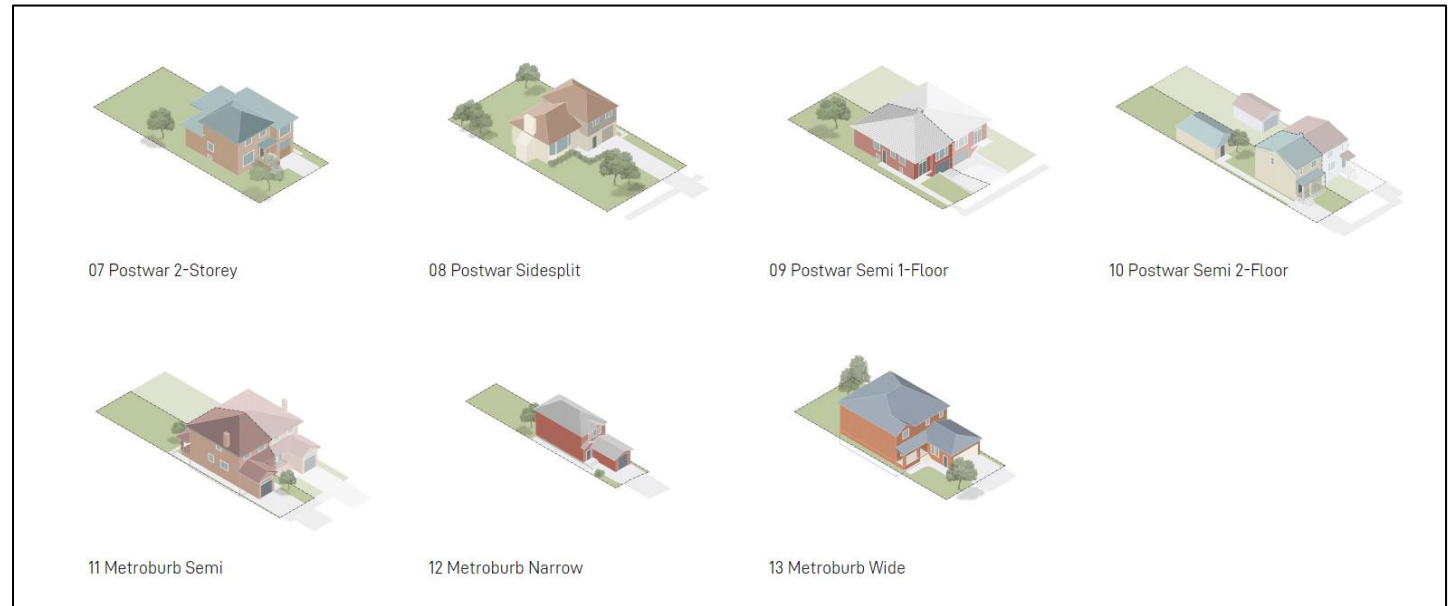 07 Postwar 2-Storey
08 Postwar Sidesplit
09 Postwar Semi 1-Floor
10 Postwar Semi 2-Floor
11 Metroburb Semi
12 Metroburb Narrow
13 Metroburb Wide